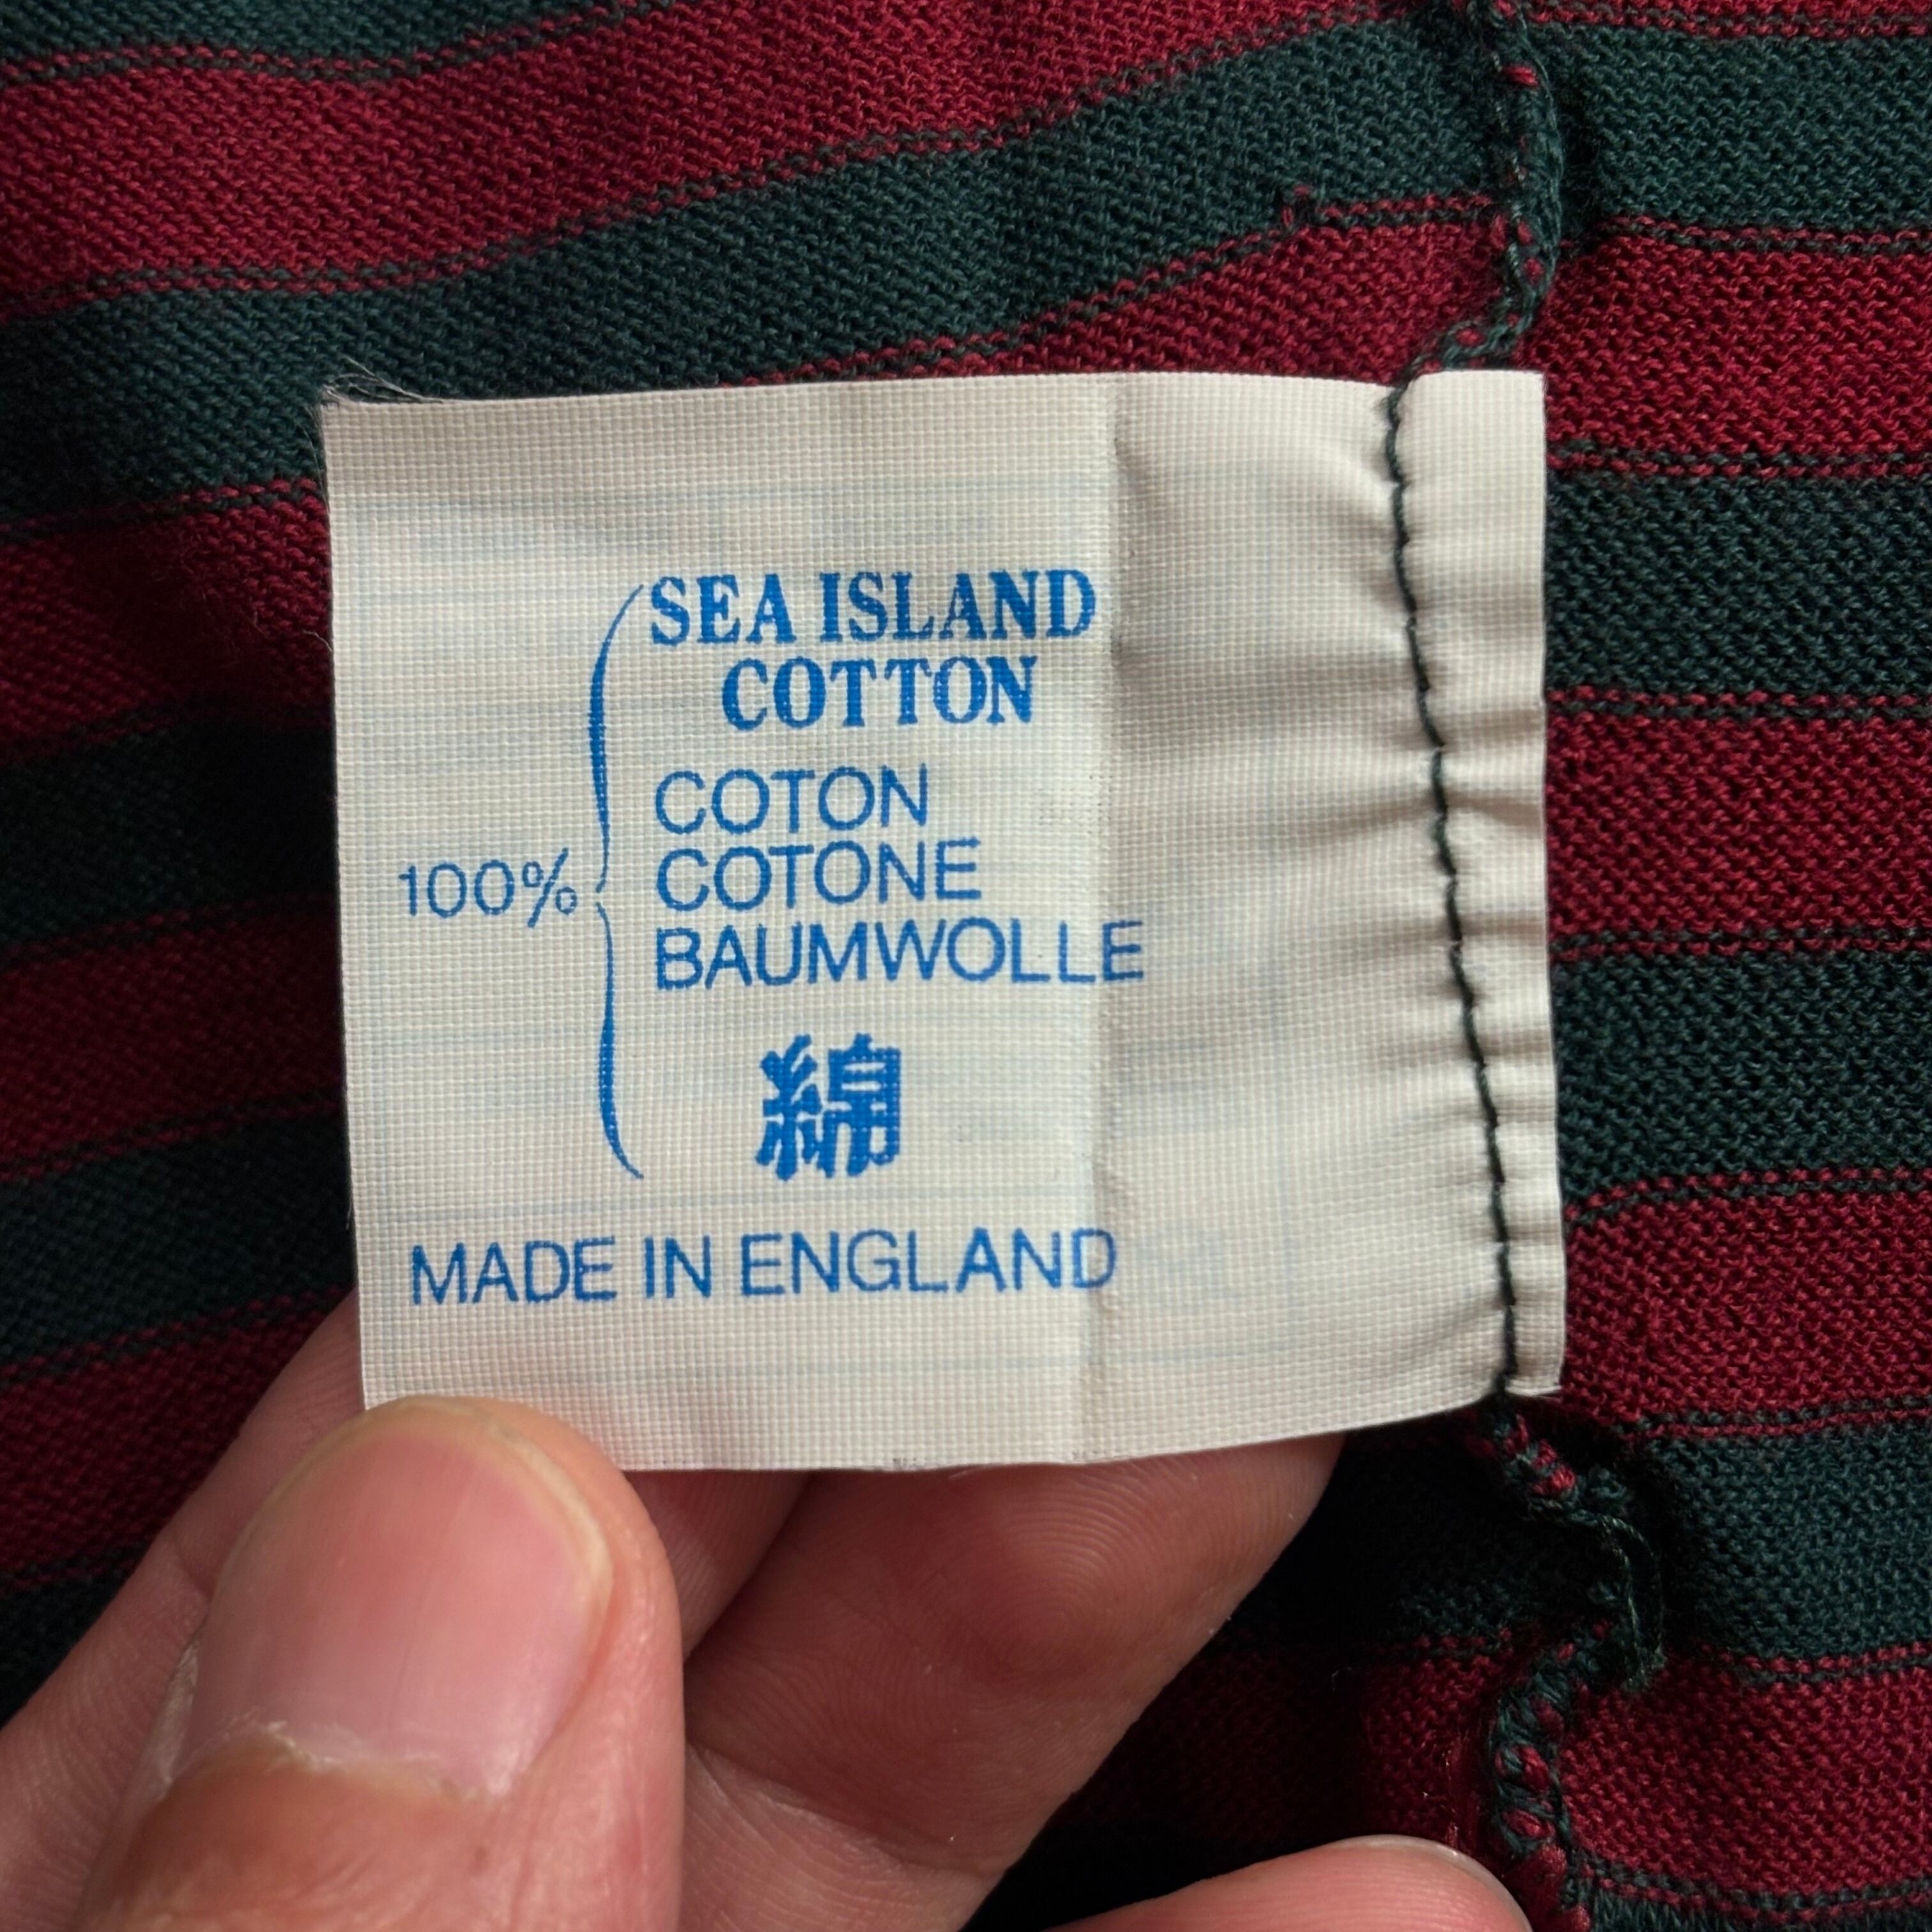 SEA ISLAND
COTTON
COTON
COTONE
100%
BAUMWOLLE
綿
MADE IN ENGLAND